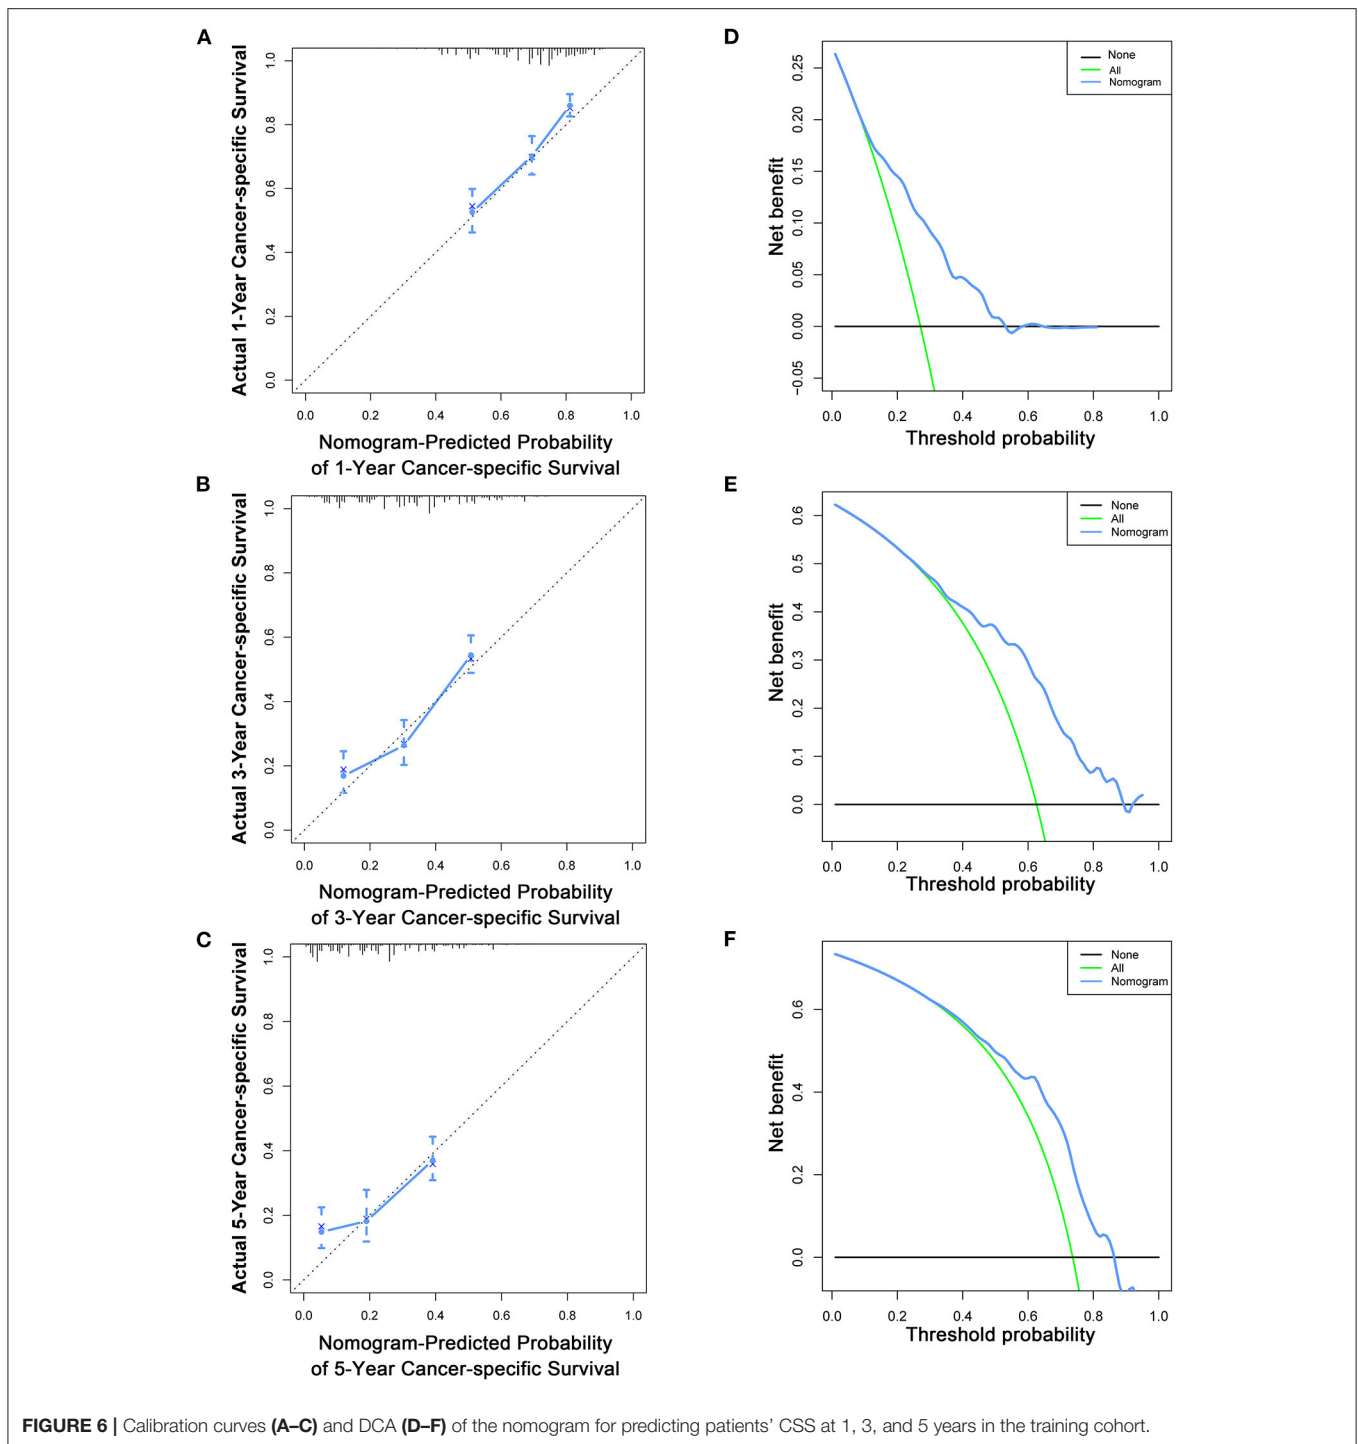 A
Actual 1-Year Cancer-specific Survival
1.0
0.8
0.6
0.4
0.2
0.0
0.0 0.2 0.4 0.6 0.8 1.0
Nomogram-Predicted Probability
of 1-Year Cancer-specific Survival
D
Net benefit
0.25
0.20
0.15
0.10
0.05
0.00
−0.05
None
All
Nomogram
0.0 0.2 0.4 0.6 0.8 1.0
Threshold probability
B
Actual 3-Year Cancer-specific Survival
1.0
0.8
0.6
0.4
0.2
0.0
0.0 0.2 0.4 0.6 0.8 1.0
Nomogram-Predicted Probability
of 3-Year Cancer-specific Survival
E
Net benefit
0.6
0.5
0.4
0.3
0.2
0.1
0.0
None
All
Nomogram
0.0 0.2 0.4 0.6 0.8 1.0
Threshold probability
C
Actual 5-Year Cancer-specific Survival
1.0
0.8
0.6
0.4
0.2
0.0
0.0 0.2 0.4 0.6 0.8 1.0
Nomogram-Predicted Probability
of 5-Year Cancer-specific Survival
F
Net benefit
0.6
0.4
0.2
0.0
None
All
Nomogram
0.0 0.2 0.4 0.6 0.8 1.0
Threshold probability
FIGURE 6 | Calibration curves (A–C) and DCA (D–F) of the nomogram for predicting patients' CSS at 1, 3, and 5 years in the training cohort.